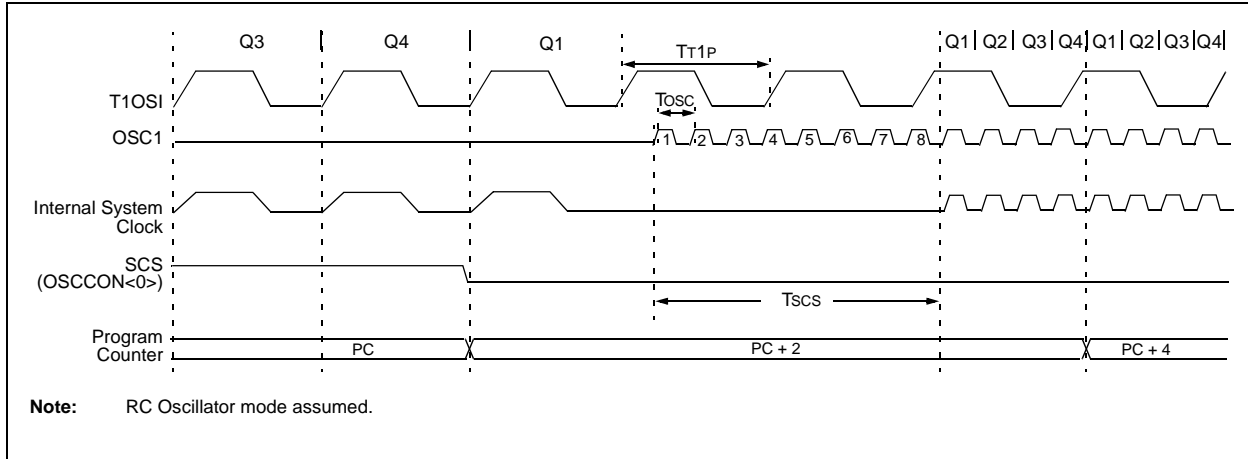 Q3 Q4 Q1 Q1 Q2 Q3 Q4 Q1 Q2 Q3 Q4
TT1P
T1OSI
TOSC
OSC1
1 2 3 4 5 6 7 8
Internal System
Clock
SCS
(OSCCON<0>)
TSCS
Program
Counter
PC PC + 2 PC + 4
Note: RC Oscillator mode assumed.